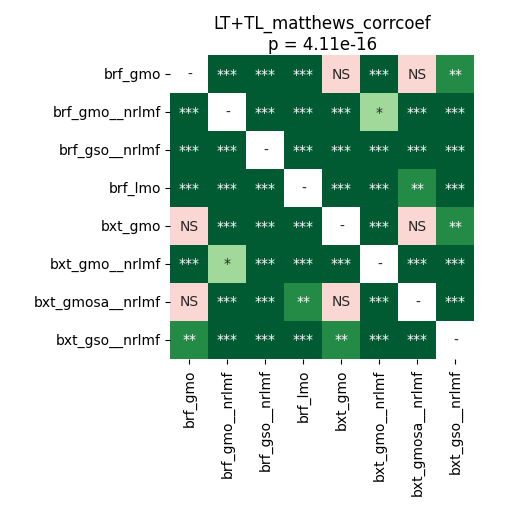 LT+TL_matthews_corrcoef
p = 4.11e-16
brf_gmo - *** *** *** NS *** NS **
brf_gmo__nrlmf *** - *** *** *** * *** ***
brf_gso__nrlmf *** *** - *** *** *** *** ***
brf_lmo *** *** *** - *** *** ** ***
bxt_gmo NS *** *** *** - *** NS **
bxt_gmo__nrlmf *** * *** *** *** - *** ***
bxt_gmosa__nrlmf NS *** *** ** NS *** - ***
bxt_gso__nrlmf ** *** *** *** ** *** *** -
brf_gmo
brf_gmo__nrlmf
brf_gso__nrlmf
brf_lmo
bxt_gmo
bxt_gmo__nrlmf
bxt_gmosa__nrlmf
bxt_gso__nrlmf